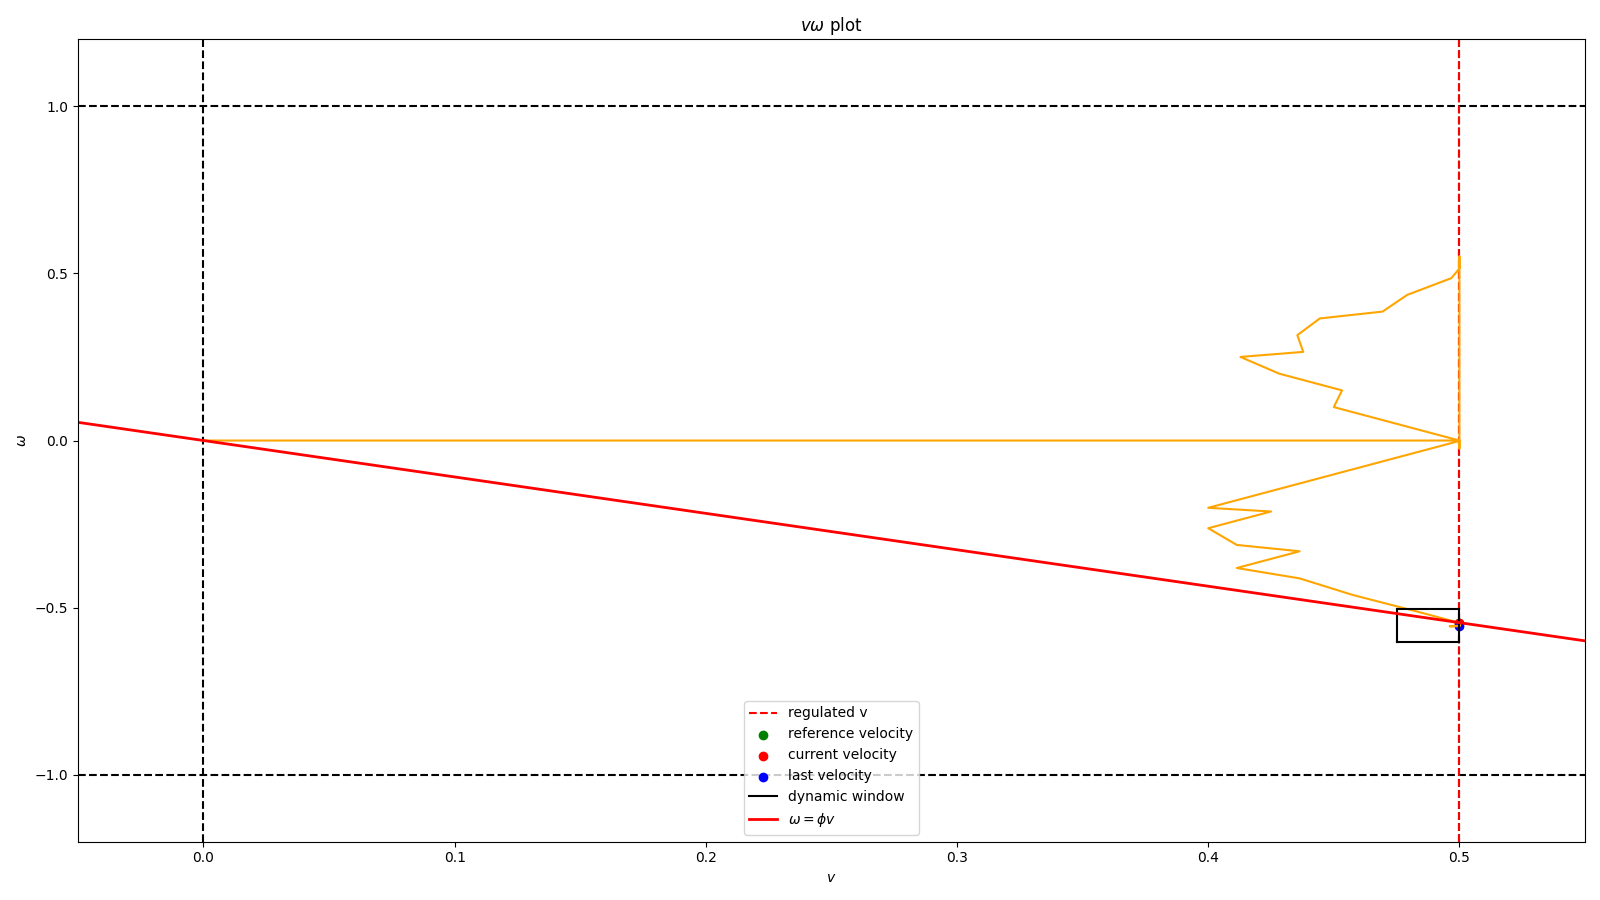 vω plot
1.0
0.5
0.0
−0.5
−1.0
ω
0.0 0.1 0.2 0.3 0.4 0.5
v
regulated v
reference velocity
current velocity
last velocity
dynamic window
ω = ϕv